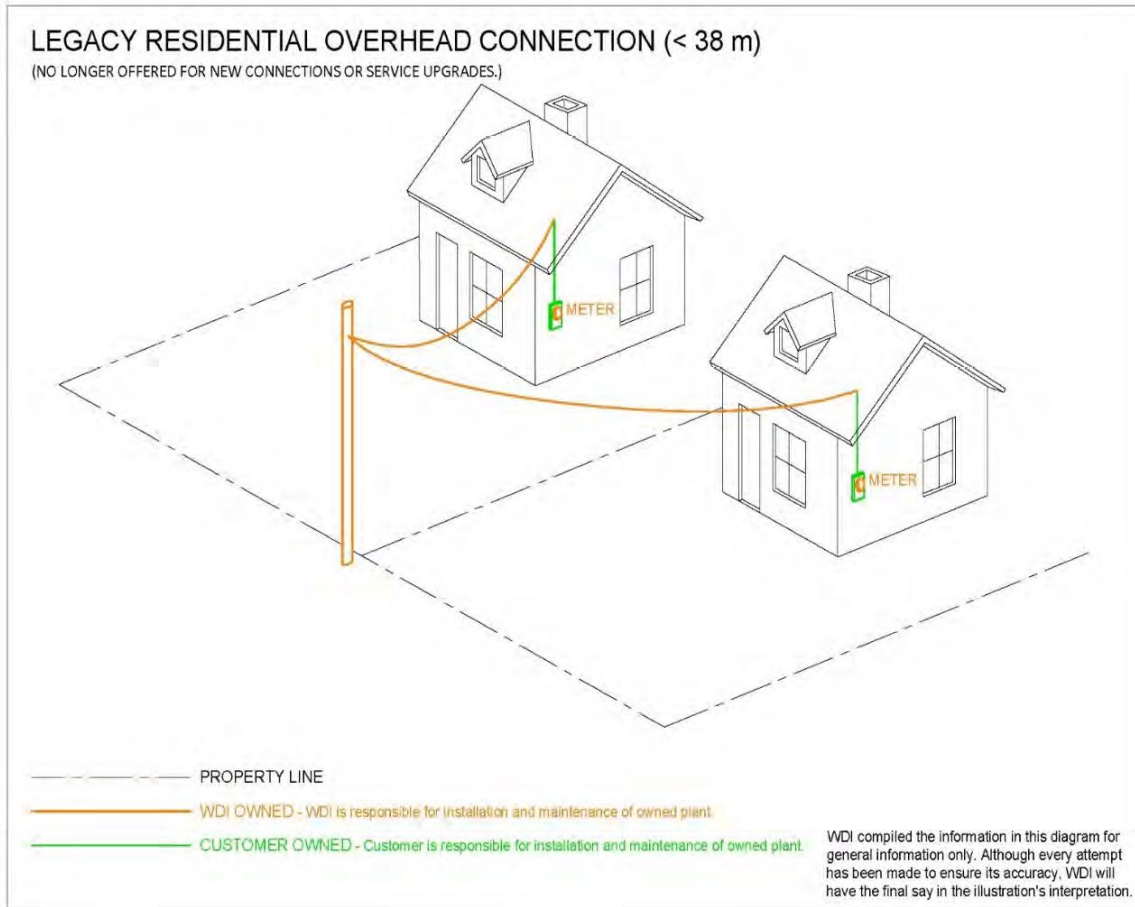 LEGACY RESIDENTIAL OVERHEAD CONNECTION (< 38 m)
(NO LONGER OFFERED FOR NEW CONNECTIONS OR SERVICE UPGRADES.)
METER
METER
PROPERTY LINE
WDI OWNED - WDI is responsible for installation and maintenance of owned plant.
CUSTOMER OWNED - Customer is responsible for installation and maintenance of owned plant.
WDI compiled the information in this diagram for
general information only. Although every attempt
has been made to ensure its accuracy, WDI will
have the final say in the illustration's interpretation.